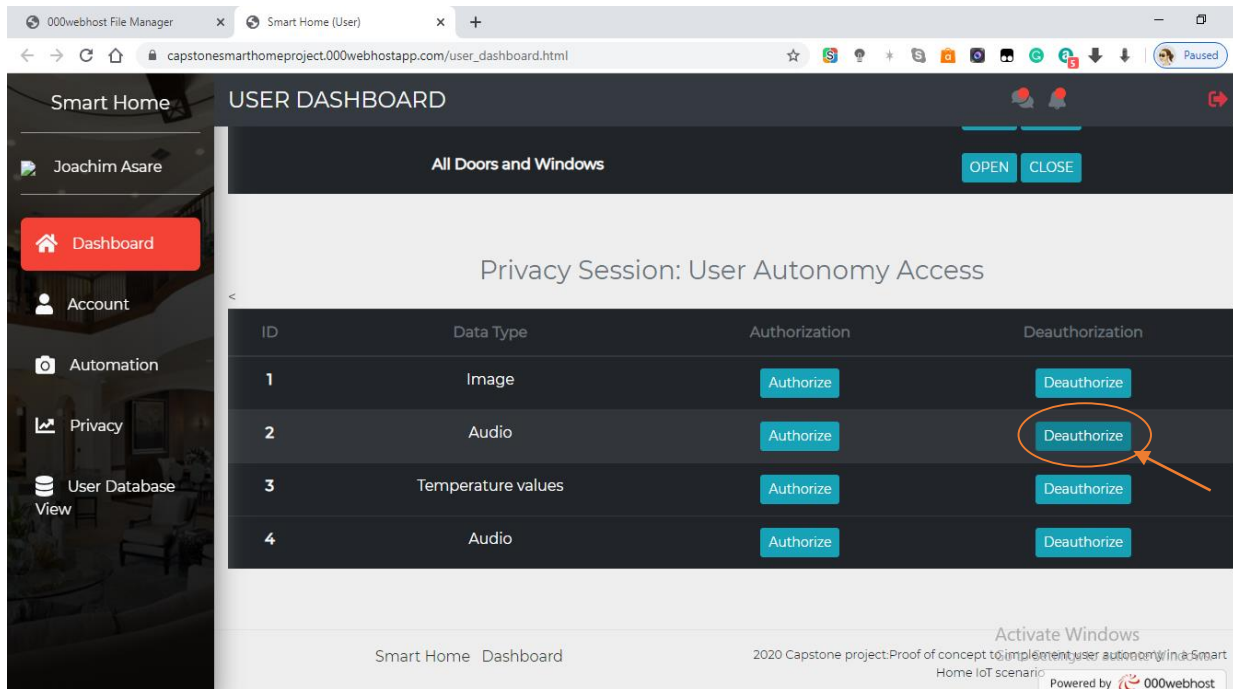 000webhost File Manager
Smart Home (User)
capstonesmarthomeproject.000webhostapp.com/user_dashboard.html
Paused
Smart Home
USER DASHBOARD
Joachim Asare
All Doors and Windows
OPEN CLOSE
Dashboard
Account
Automation
Privacy
User Database
View
Privacy Session: User Autonomy Access
<
ID Data Type Authorization Deauthorization
1 Image Authorize Deauthorize
2 Audio Authorize Deauthorize
3 Temperature values Authorize Deauthorize
4 Audio Authorize Deauthorize
Activate Windows
Smart Home Dashboard
2020 Capstone project:Proof of concept to implement user autonomy in a Smart
Home IoT scenario
Powered by 000webhost